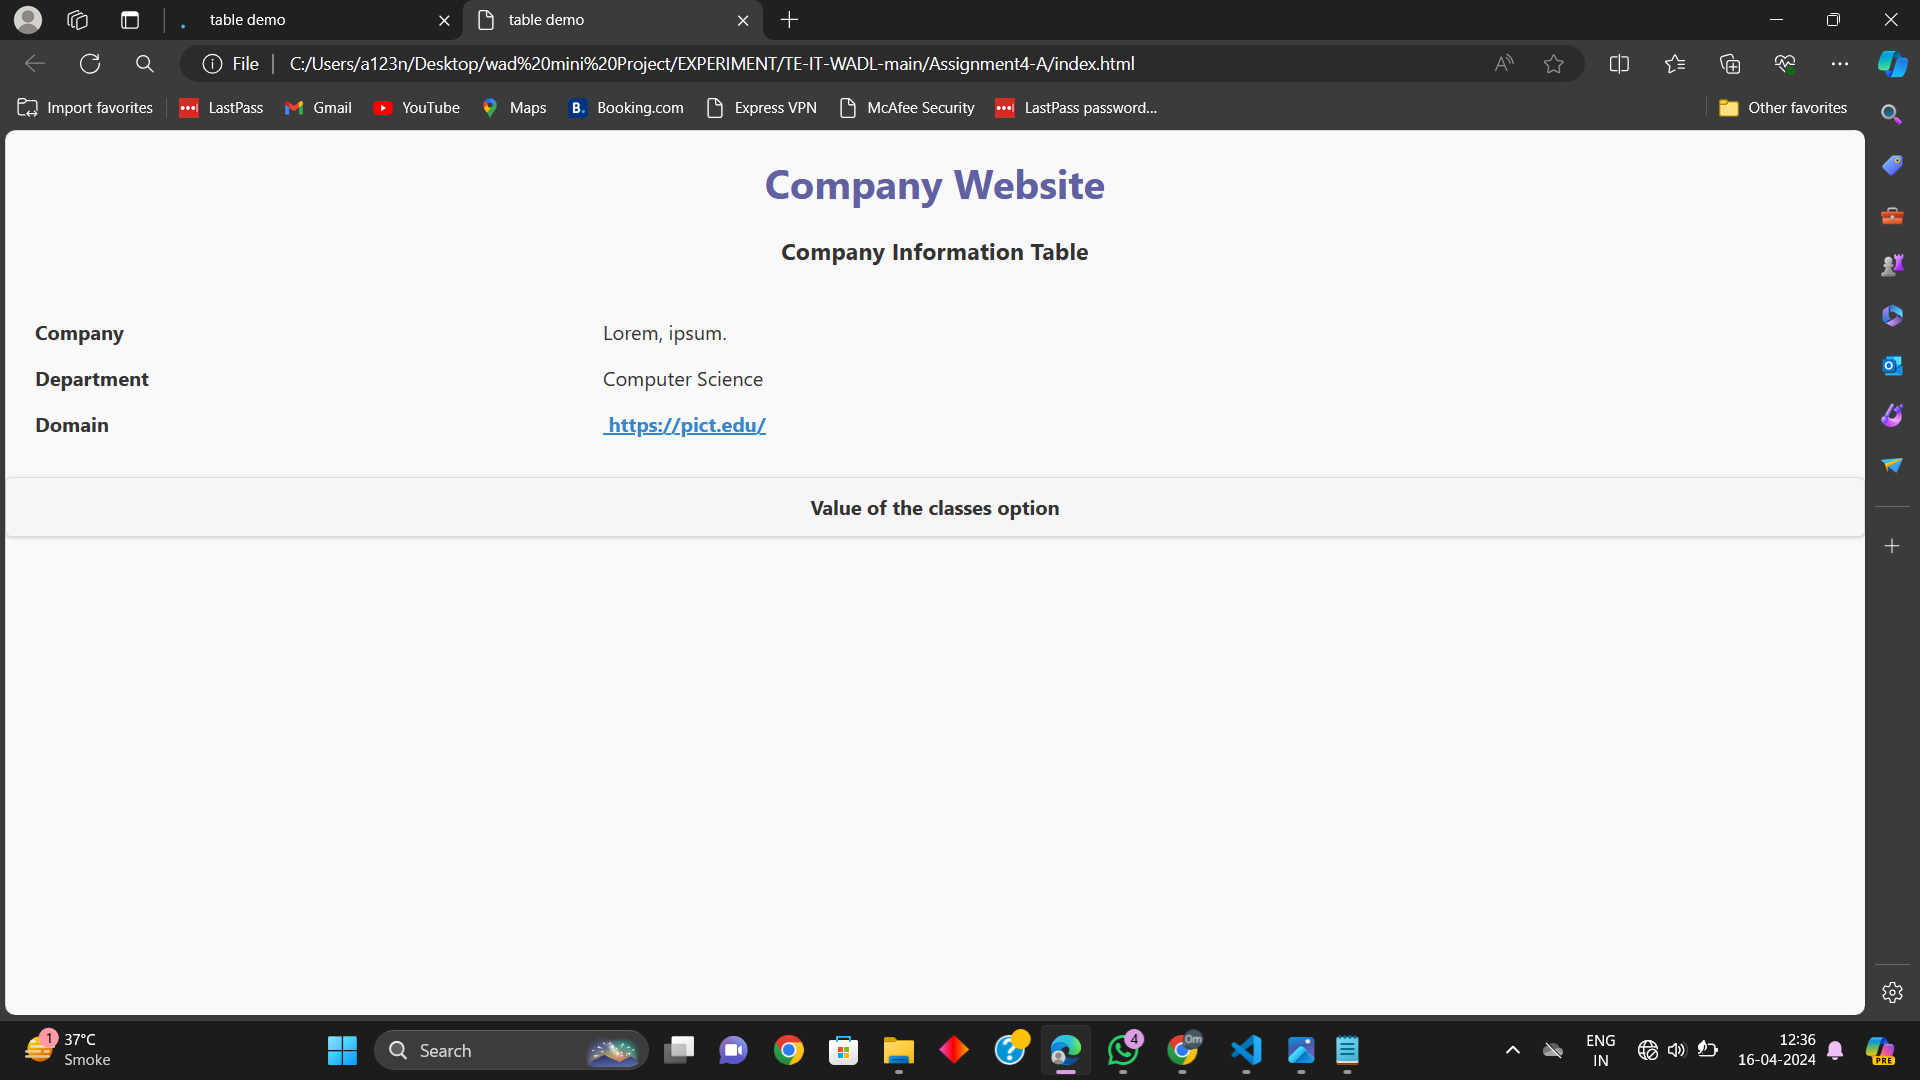 table demo
table demo
File
C:/Users/a123n/Desktop/wad%20mini%20Project/EXPERIMENT/TE-IT-WADL-main/Assignment4-A/index.html
Import favorites
LastPass
Gmail
YouTube
Maps
B.
Booking.com
Express VPN
McAfee Security
LastPass password...
Other favorites
Company Website
Company Information Table
Company
Lorem, ipsum.
Department
Computer Science
Domain
https://pict.edu/
Value of the classes option
1
37°C
Smoke
Search
4
0m
ENG
IN
12:36
16-04-2024
PRE